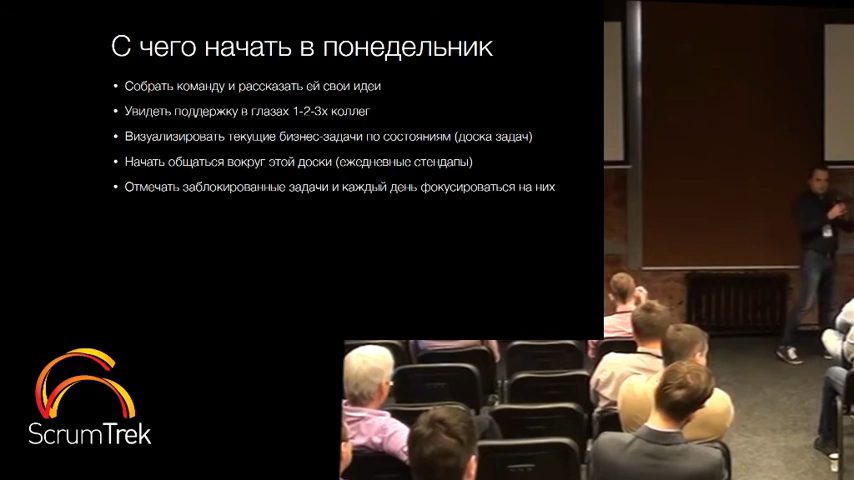 С чего начать в понедельник
• Собрать команду и рассказать ей свои идеи
• Увидеть поддержку в глазах 1-2-3х коллег
• Визуализировать текущие бизнес-задачи по состояниям (доска задач)
• Начать общаться вокруг этой доски (ежедневные стендапы)
• Отмечать заблокированные задачи и каждый день фокусироваться на них
ScrumTrek